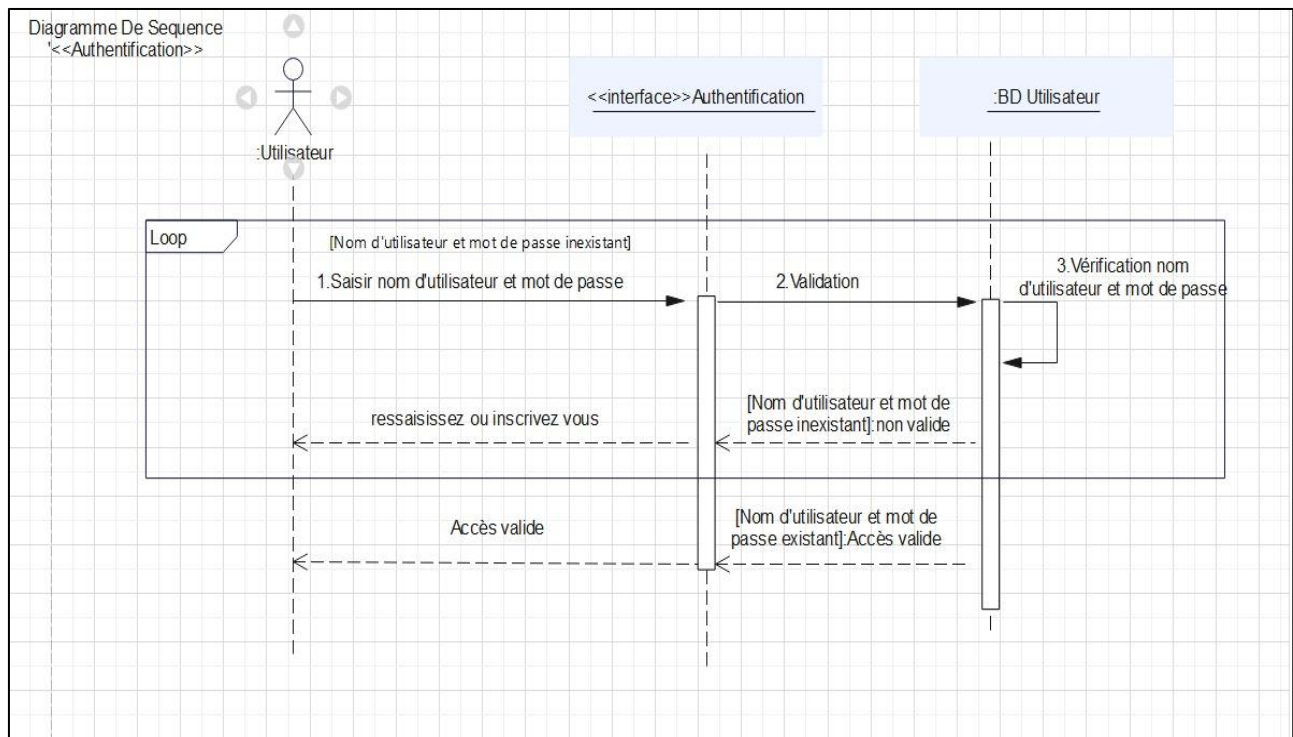 Diagramme De Sequence
'<<Authentification>>
:Utilisateur
<<interface>>Authentification
:BD Utilisateur
Loop
[Nom d'utilisateur et mot de passe inexistant]
1.Saisir nom d'utilisateur et mot de passe
2.Validation
3.Vérification nom
d'utilisateur et mot de passe
[Nom d'utilisateur et mot de
passe inexistant]:non valide
ressaisissez ou inscrivez vous
[Nom d'utilisateur et mot de
passe existant]:Accès valide
Accès valide